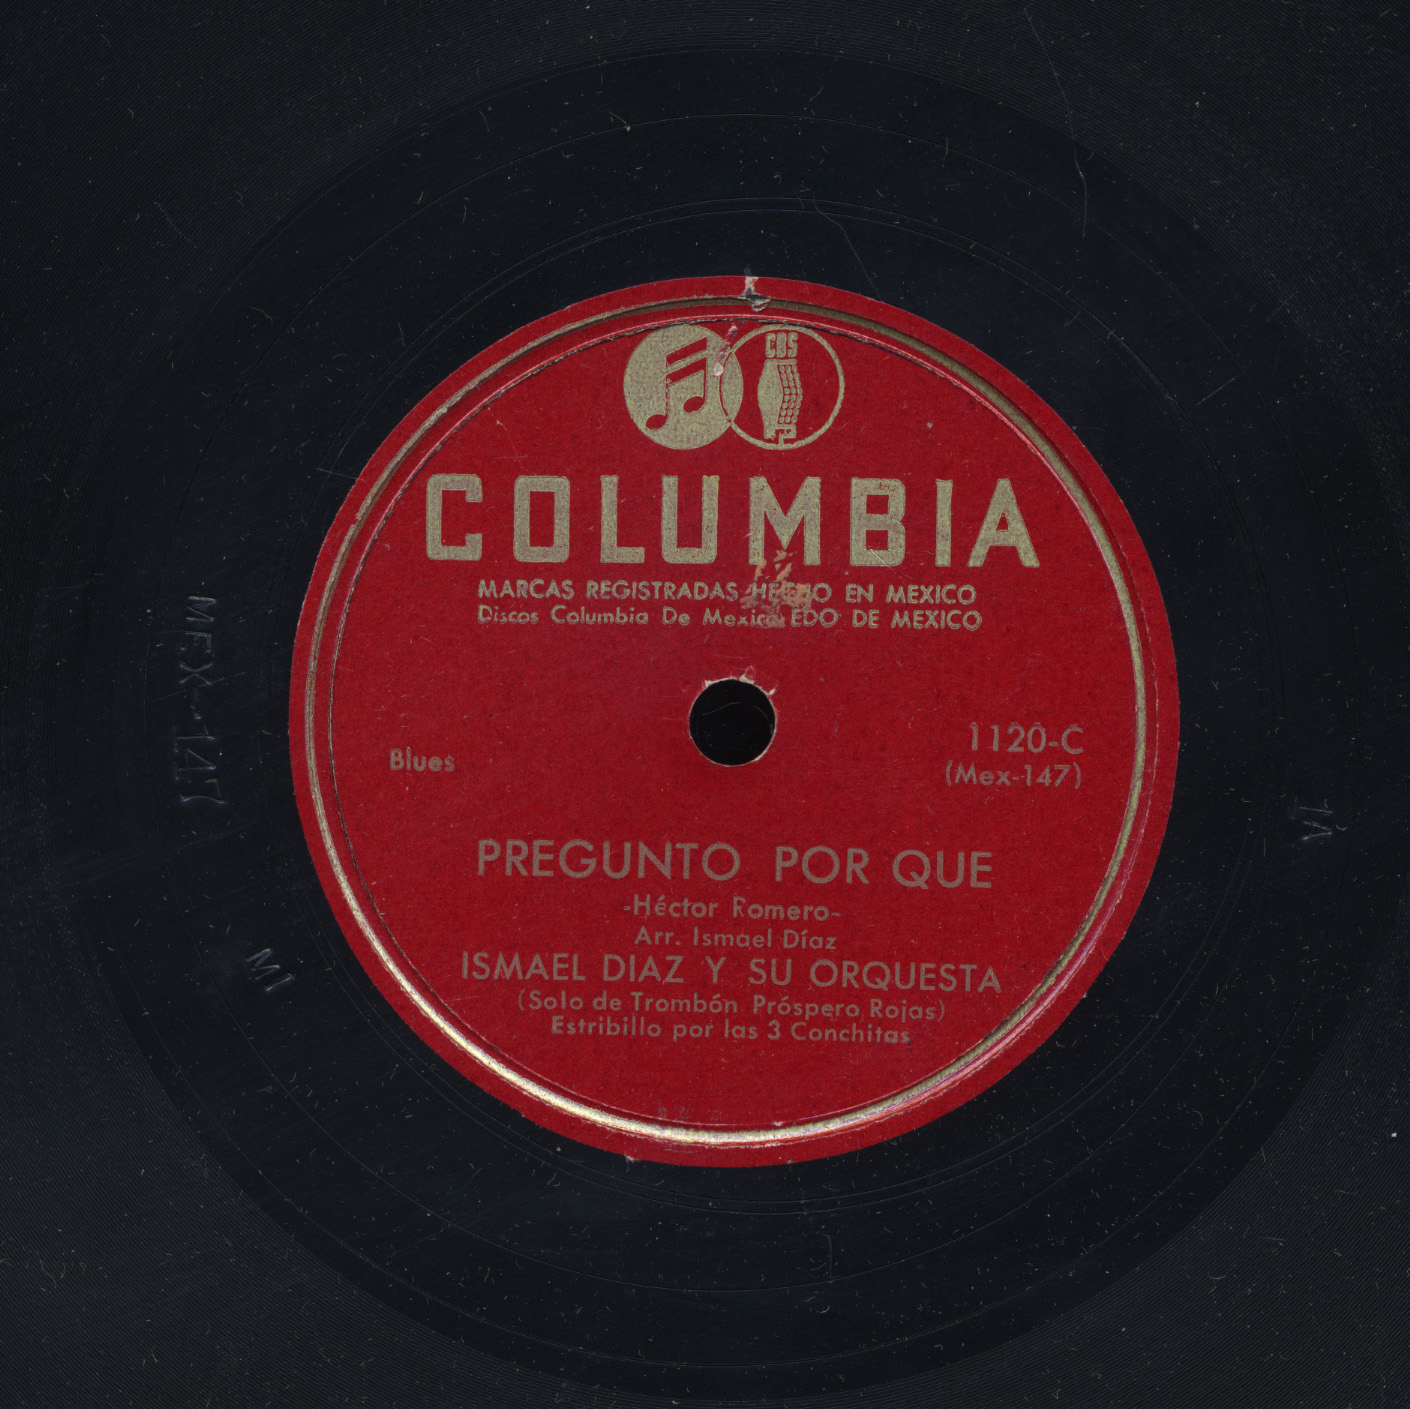 CBS
COLUMBIA
MARCAS REGISTRADAS HECHO EN MEXICO
Discos Columbia De Mexico EDO DE MEXICO
Blues
1120-C
(Mex-147)
PREGUNTO POR QUE
-Héctor Romero-
Arr. Ismael Díaz
ISMAEL DIAZ Y SU ORQUESTA
(Solo de Trombón Próspero Rojas)
Estribillo por las 3 Conchitas
MEX-147
M